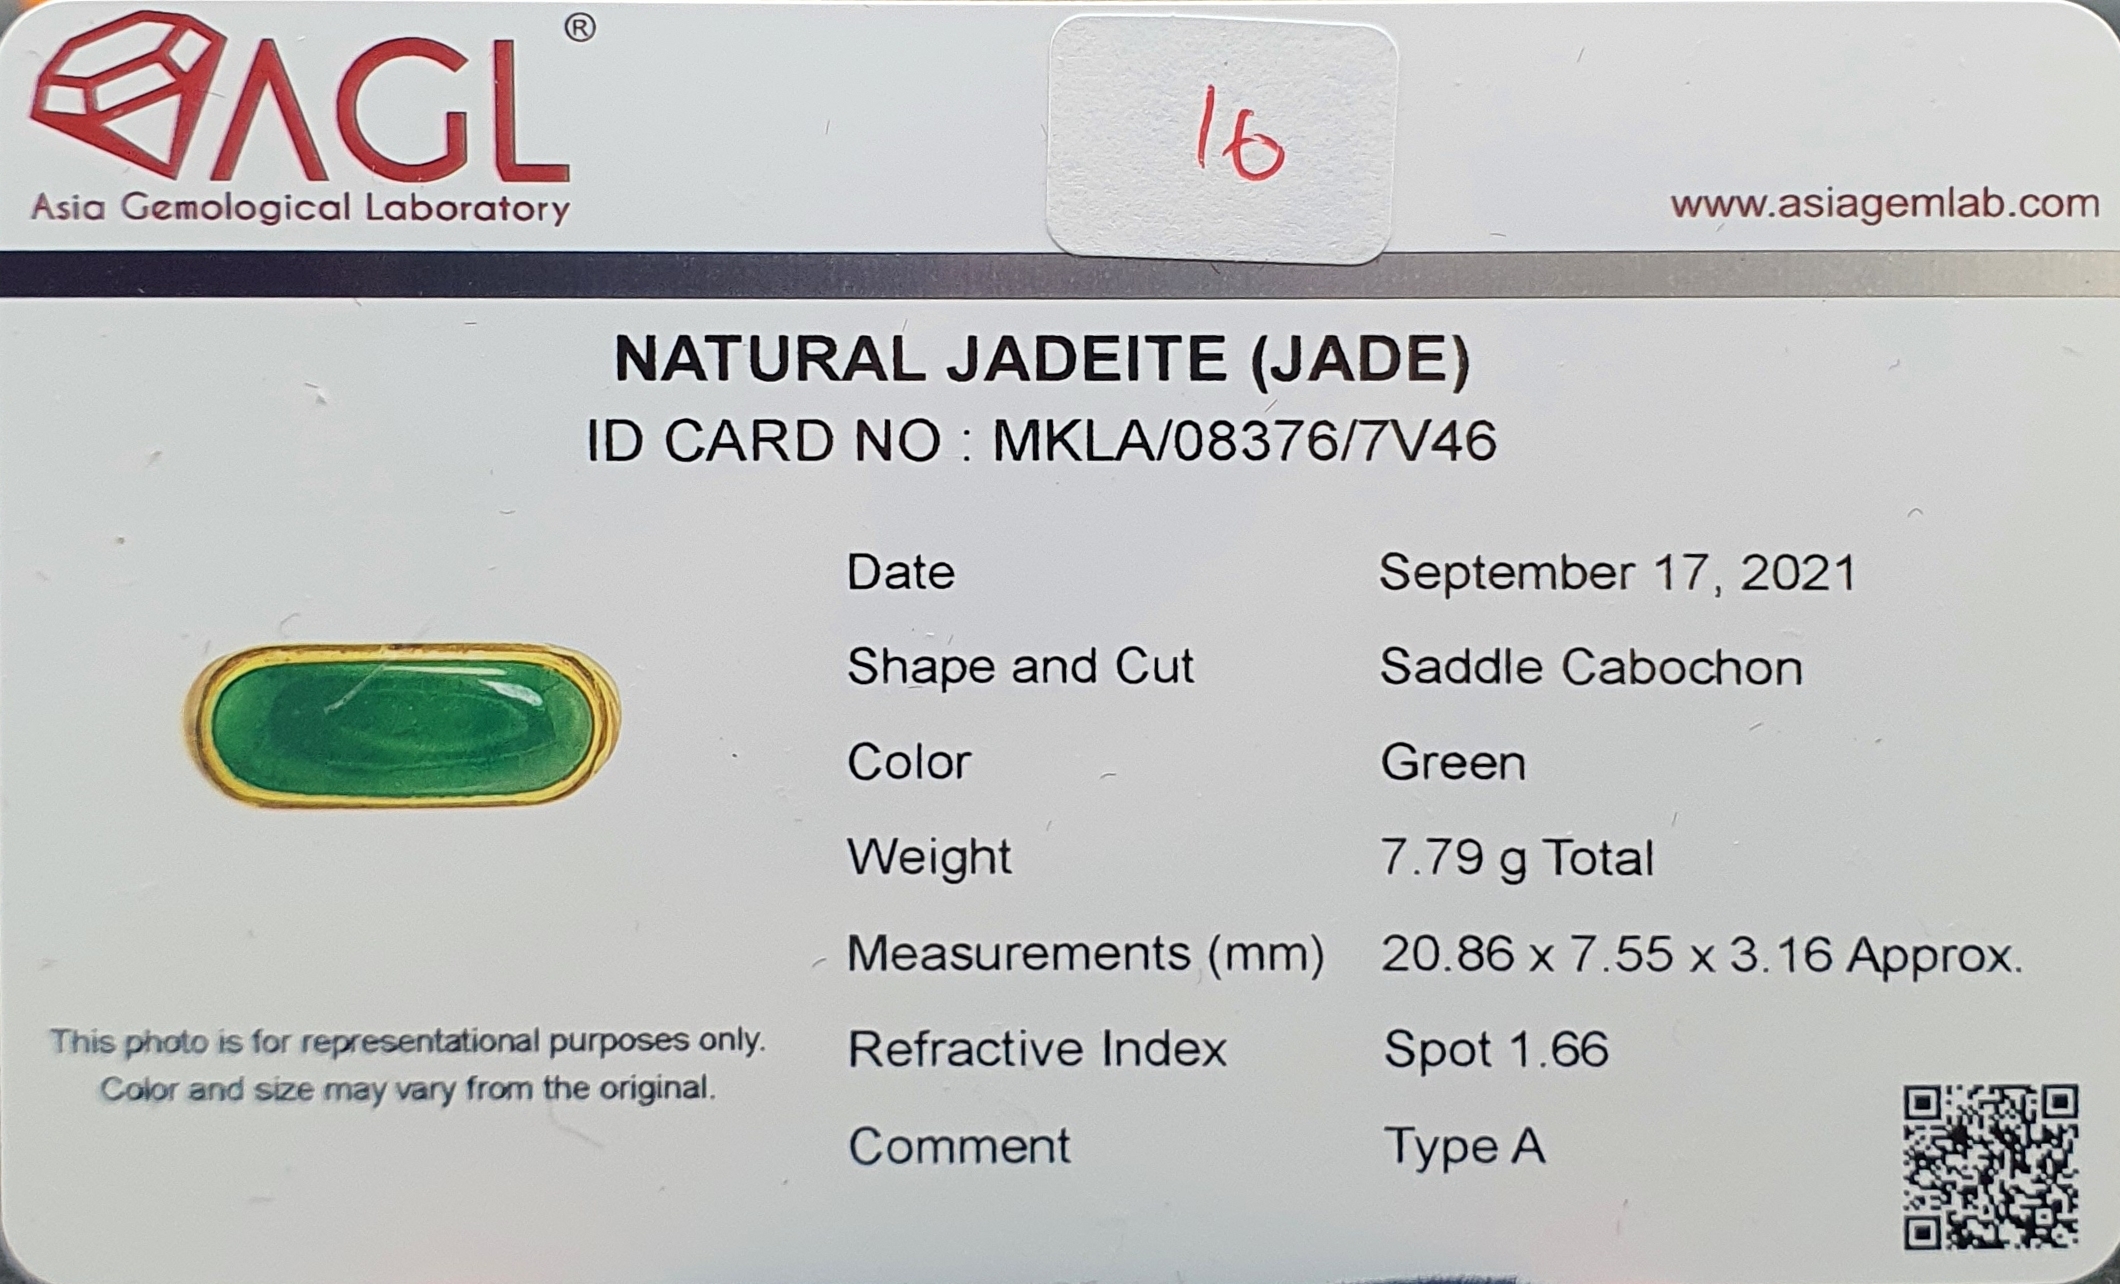 AGL®
Asia Gemological Laboratory
16
www.asiagemlab.com
NATURAL JADEITE (JADE)
ID CARD NO : MKLA/08376/7V46
Date September 17, 2021
Shape and Cut Saddle Cabochon
Color Green
Weight 7.79 g Total
Measurements (mm) 20.86 x 7.55 x 3.16 Approx.
Refractive Index Spot 1.66
Comment Type A
This photo is for representational purposes only.
Color and size may vary from the original.